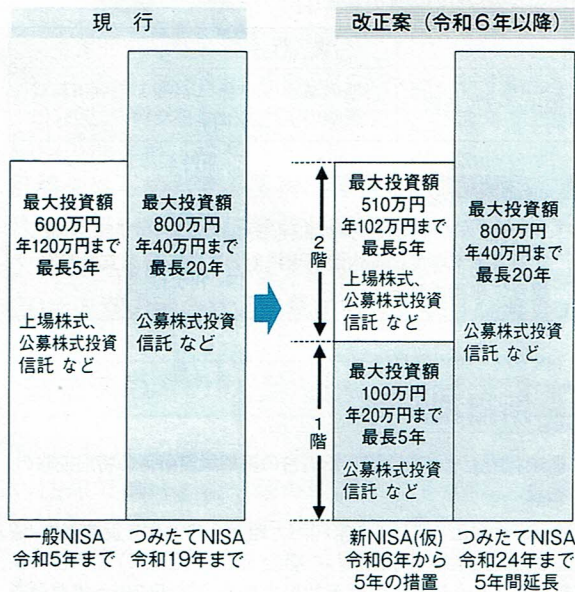 現 行
最大投資額
600万円
年120万円まで
最長5年
上場株式、
公募株式投資
信託 など
最大投資額
800万円
年40万円まで
最長20年
公募株式投資
信託 など
一般NISA
令和5年まで
つみたてNISA
令和19年まで
改正案（令和6年以降）
2階
最大投資額
510万円
年102万円まで
最長5年
上場株式、
公募株式投資
信託 など
1階
最大投資額
100万円
年20万円まで
最長5年
公募株式投資
信託 など
最大投資額
800万円
年40万円まで
最長20年
公募株式投資
信託 など
新NISA(仮)
令和6年から
5年の措置
つみたてNISA
令和24年まで
5年間延長